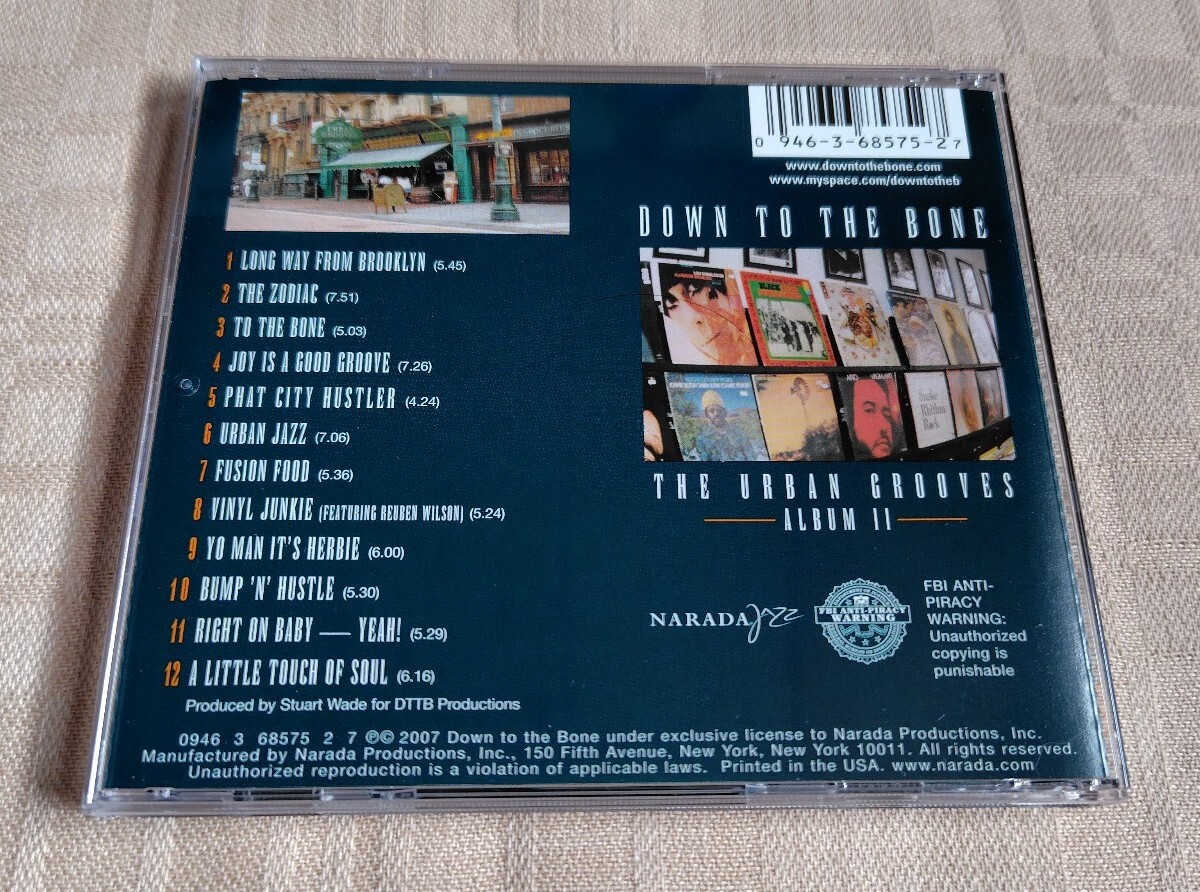 0 946-3-68575-2 7
www.downtothebone.com
www.myspace.com/downtotheb
DOWN TO THE BONE
1 LONG WAY FROM BROOKLYN (5.45)
2 THE ZODIAC (7.51)
3 TO THE BONE (5.03)
4 JOY IS A GOOD GROOVE (7.26)
5 PHAT CITY HUSTLER (4.24)
6 URBAN JAZZ (7.06)
7 FUSION FOOD (5.36)
8 VINYL JUNKIE (FEATURING REUBEN WILSON) (5.24)
9 YO MAN IT'S HERBIE (6.00)
10 BUMP 'N' HUSTLE (5.30)
11 RIGHT ON BABY — YEAH! (5.29)
12 A LITTLE TOUCH OF SOUL (6.16)
Produced by Stuart Wade for DTTB Productions
BLACK
Snake
Rhythm
Rock
THE URBAN GROOVES
ALBUM II
NARADA Jazz
FBI ANTI-PIRACY
WARNING
FBI ANTI-
PIRACY
WARNING:
Unauthorized
copying is
punishable
0946 3 68575 2 7 ℗© 2007 Down to the Bone under exclusive license to Narada Productions, Inc.
Manufactured by Narada Productions, Inc., 150 Fifth Avenue, New York, New York 10011. All rights reserved.
Unauthorized reproduction is a violation of applicable laws. Printed in the USA. www.narada.com